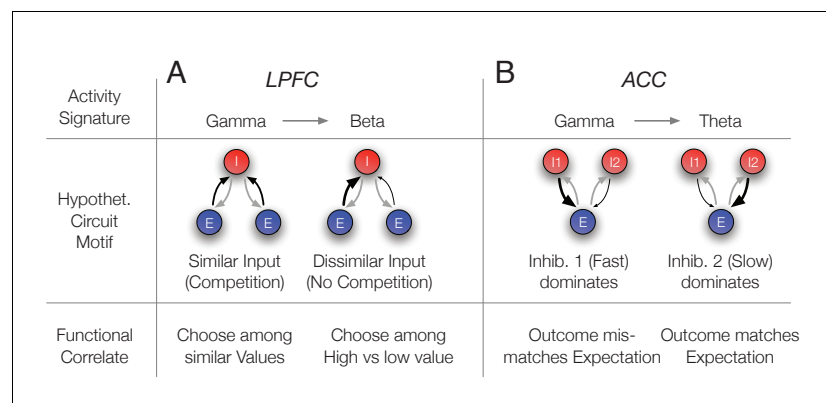 A
LPFC
B
ACC
Activity
Signature
Gamma
Beta
Gamma
Theta
Hypothet.
Circuit
Motif
I
E
E
I
E
E
I1
I2
E
I1
I2
E
Similar Input
(Competition)
Dissimilar Input
(No Competition)
Inhib. 1 (Fast)
dominates
Inhib. 2 (Slow)
dominates
Functional
Correlate
Choose among
similar Values
Choose among
High vs low value
Outcome mis-
matches Expectation
Outcome matches
Expectation